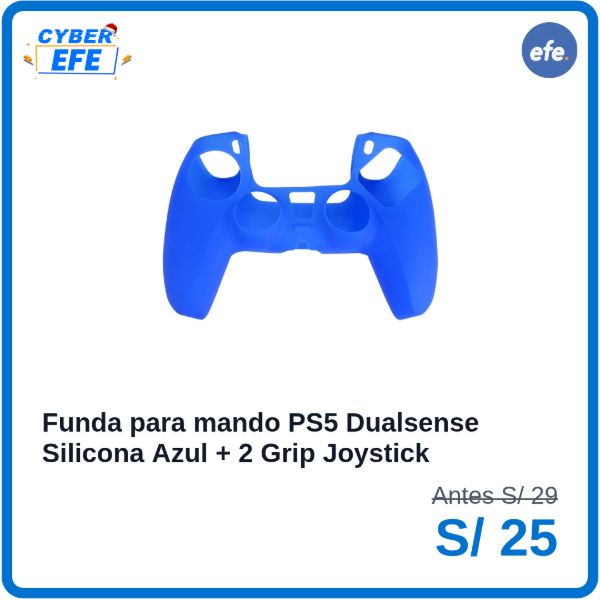 CYBER
EFE
efe.
Funda para mando PS5 Dualsense
Silicona Azul + 2 Grip Joystick
Antes S/ 29
S/ 25